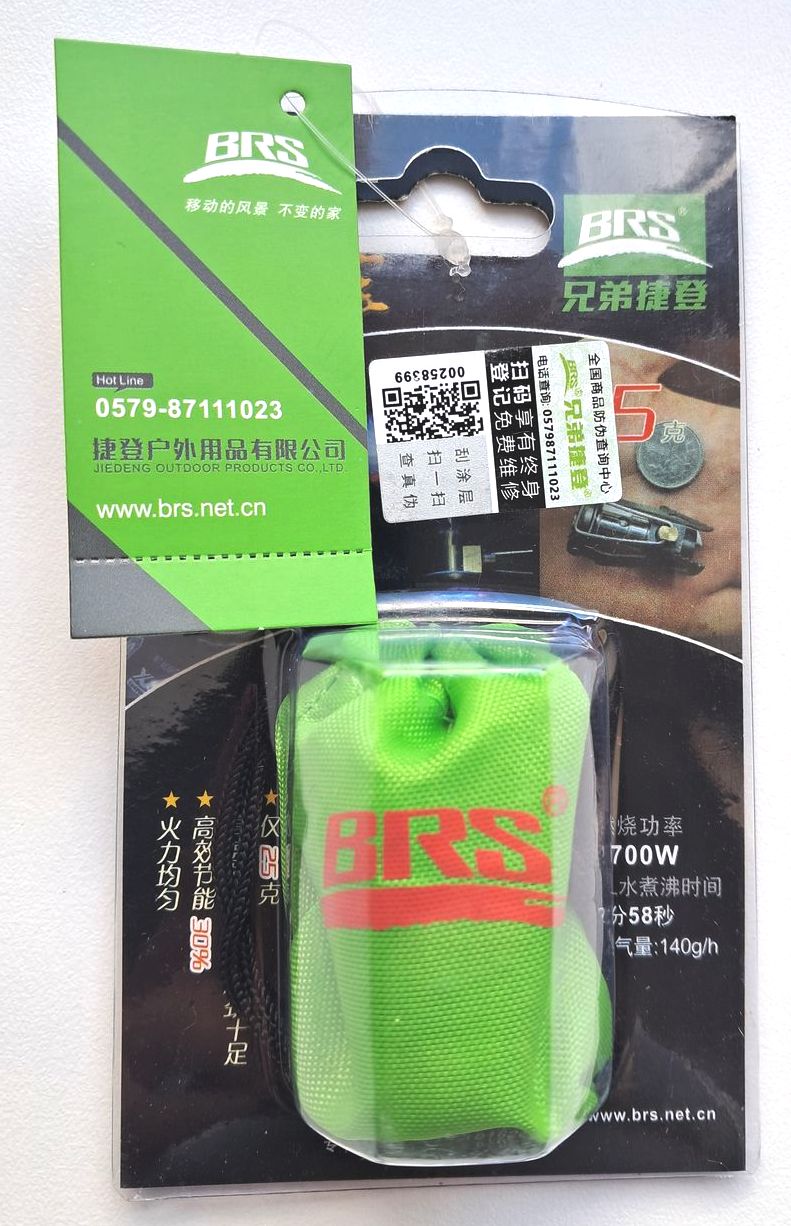 BRS
移动的风景 不变的家
Hot Line
0579-87111023
捷登户外用品有限公司
JIEDENG OUTDOOR PRODUCTS CO.,LTD.
www.brs.net.cn
BRS®
兄弟捷登
5克
全国商品防伪查询中心
BRS® 兄弟捷登®
电话查询: 057987111023
扫码享有终身
登记免费维修
00258399
刮涂层
扫一扫
查真伪
仅25克
高效节能30%
火力均匀
十足
BRS®
烧功率
700W
水煮沸时间
分58秒
气量:140g/h
www.brs.net.cn